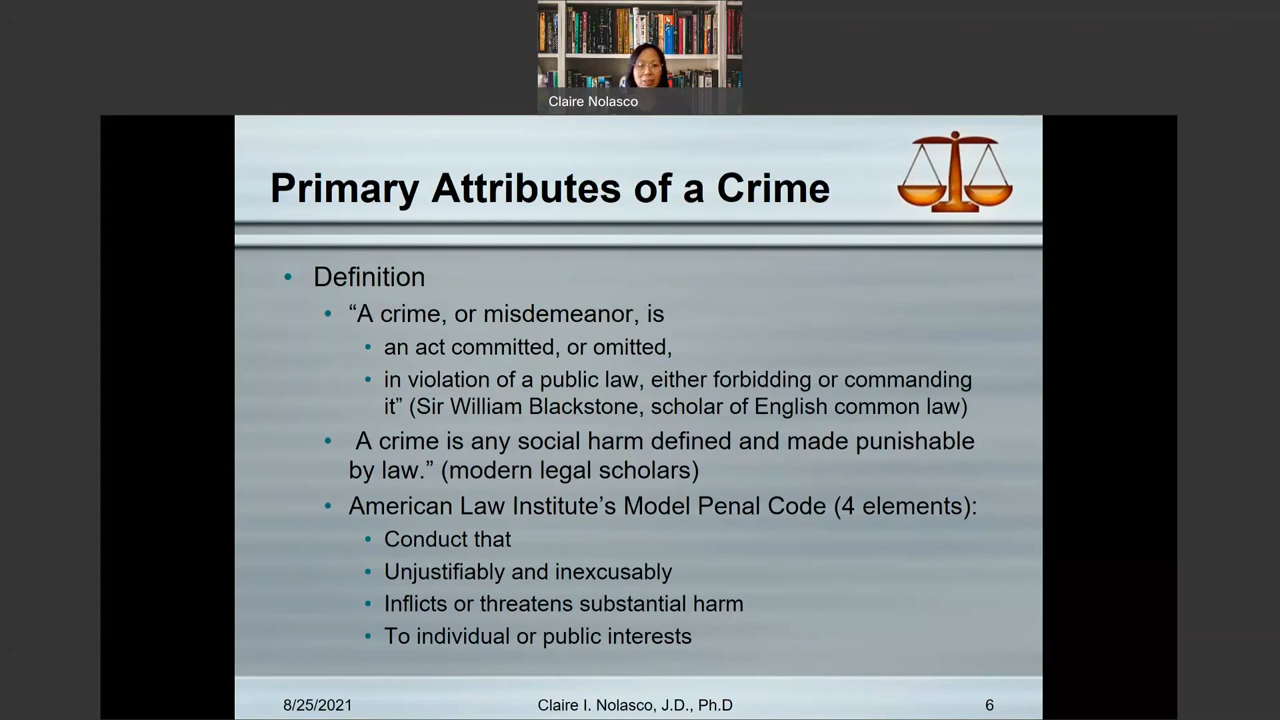 Claire Nolasco
Primary Attributes of a Crime
• Definition
• “A crime, or misdemeanor, is
• an act committed, or omitted,
• in violation of a public law, either forbidding or commanding
it” (Sir William Blackstone, scholar of English common law)
• A crime is any social harm defined and made punishable
by law.” (modern legal scholars)
• American Law Institute’s Model Penal Code (4 elements):
• Conduct that
• Unjustifiably and inexcusably
• Inflicts or threatens substantial harm
• To individual or public interests
8/25/2021 Claire I. Nolasco, J.D., Ph.D 6